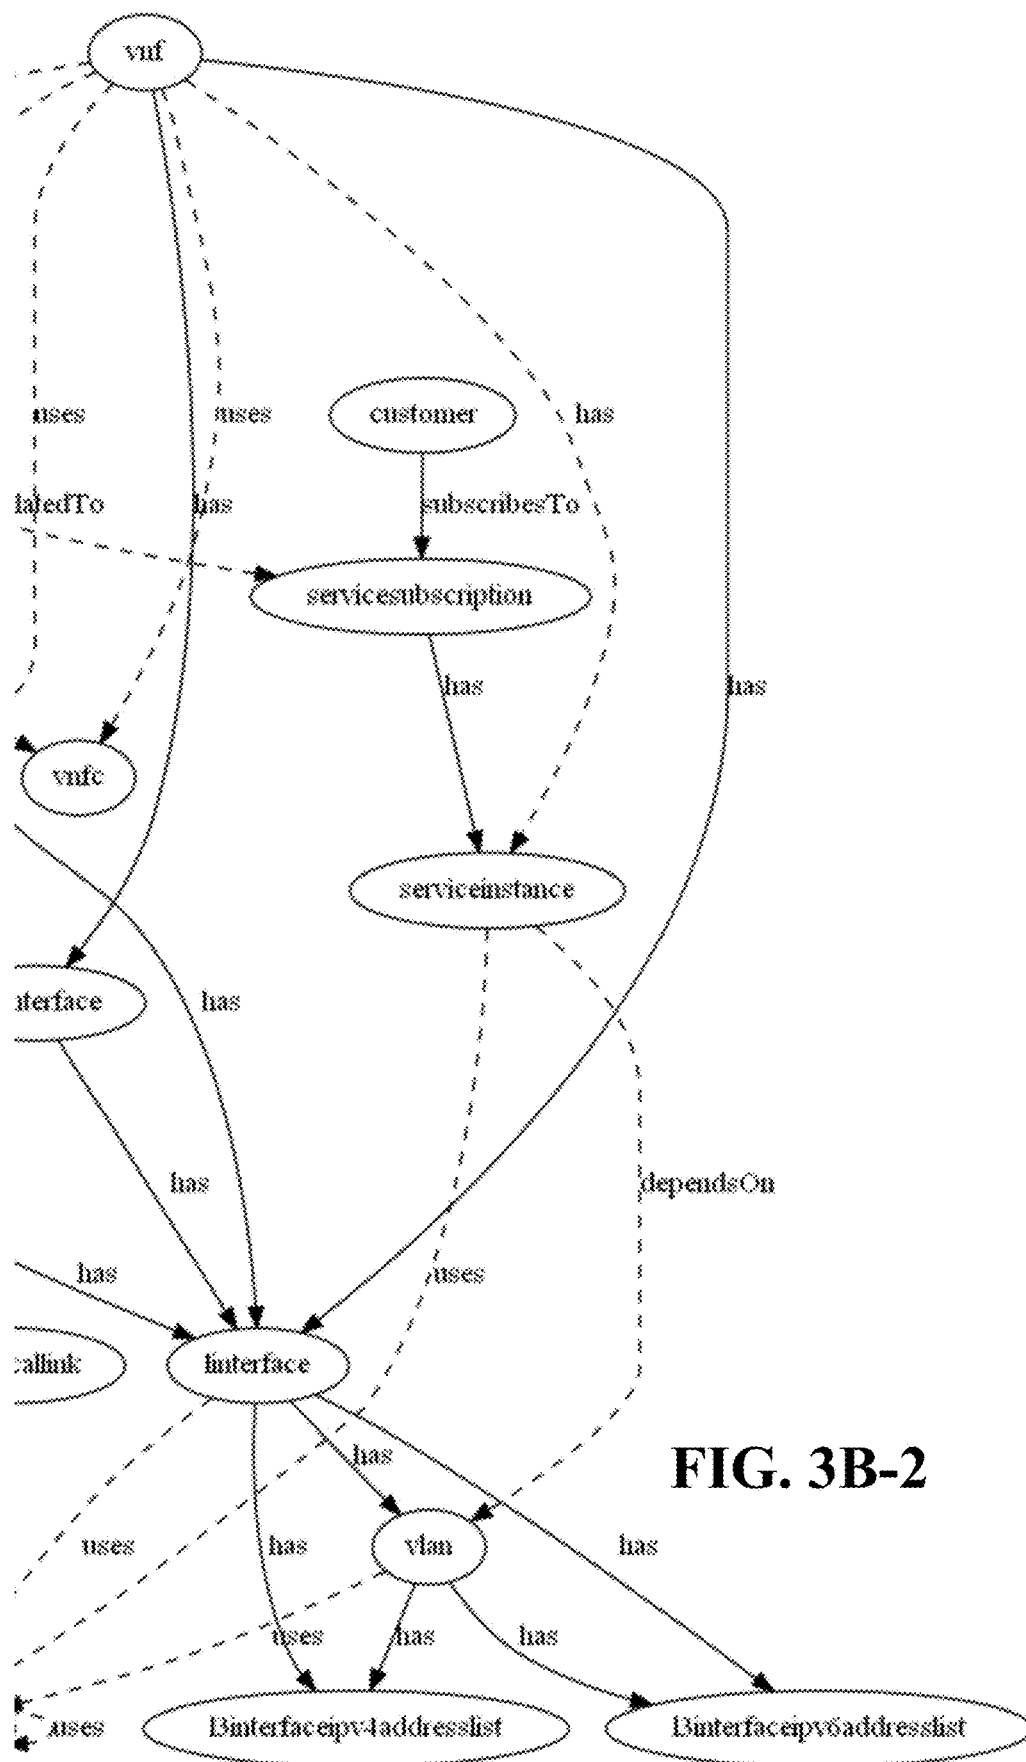 vnf
uses
uses
customer
has
latedTo
has
subscribesTo
servicesubscription
has
has
vnfc
serviceinstance
nterface
has
has
dependsOn
has
uses
callink
linterface
has
FIG. 3B-2
uses
has
vlan
has
uses
has
has
uses
l3interfaceipv4addresslist
l3interfaceipv6addresslist